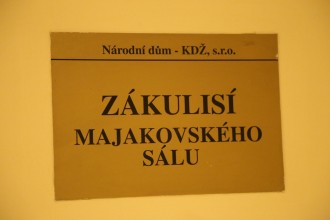 Národní dům - KDŽ, s.r.o.
ZÁKULISÍ
MAJAKOVSKÉHO
SÁLU